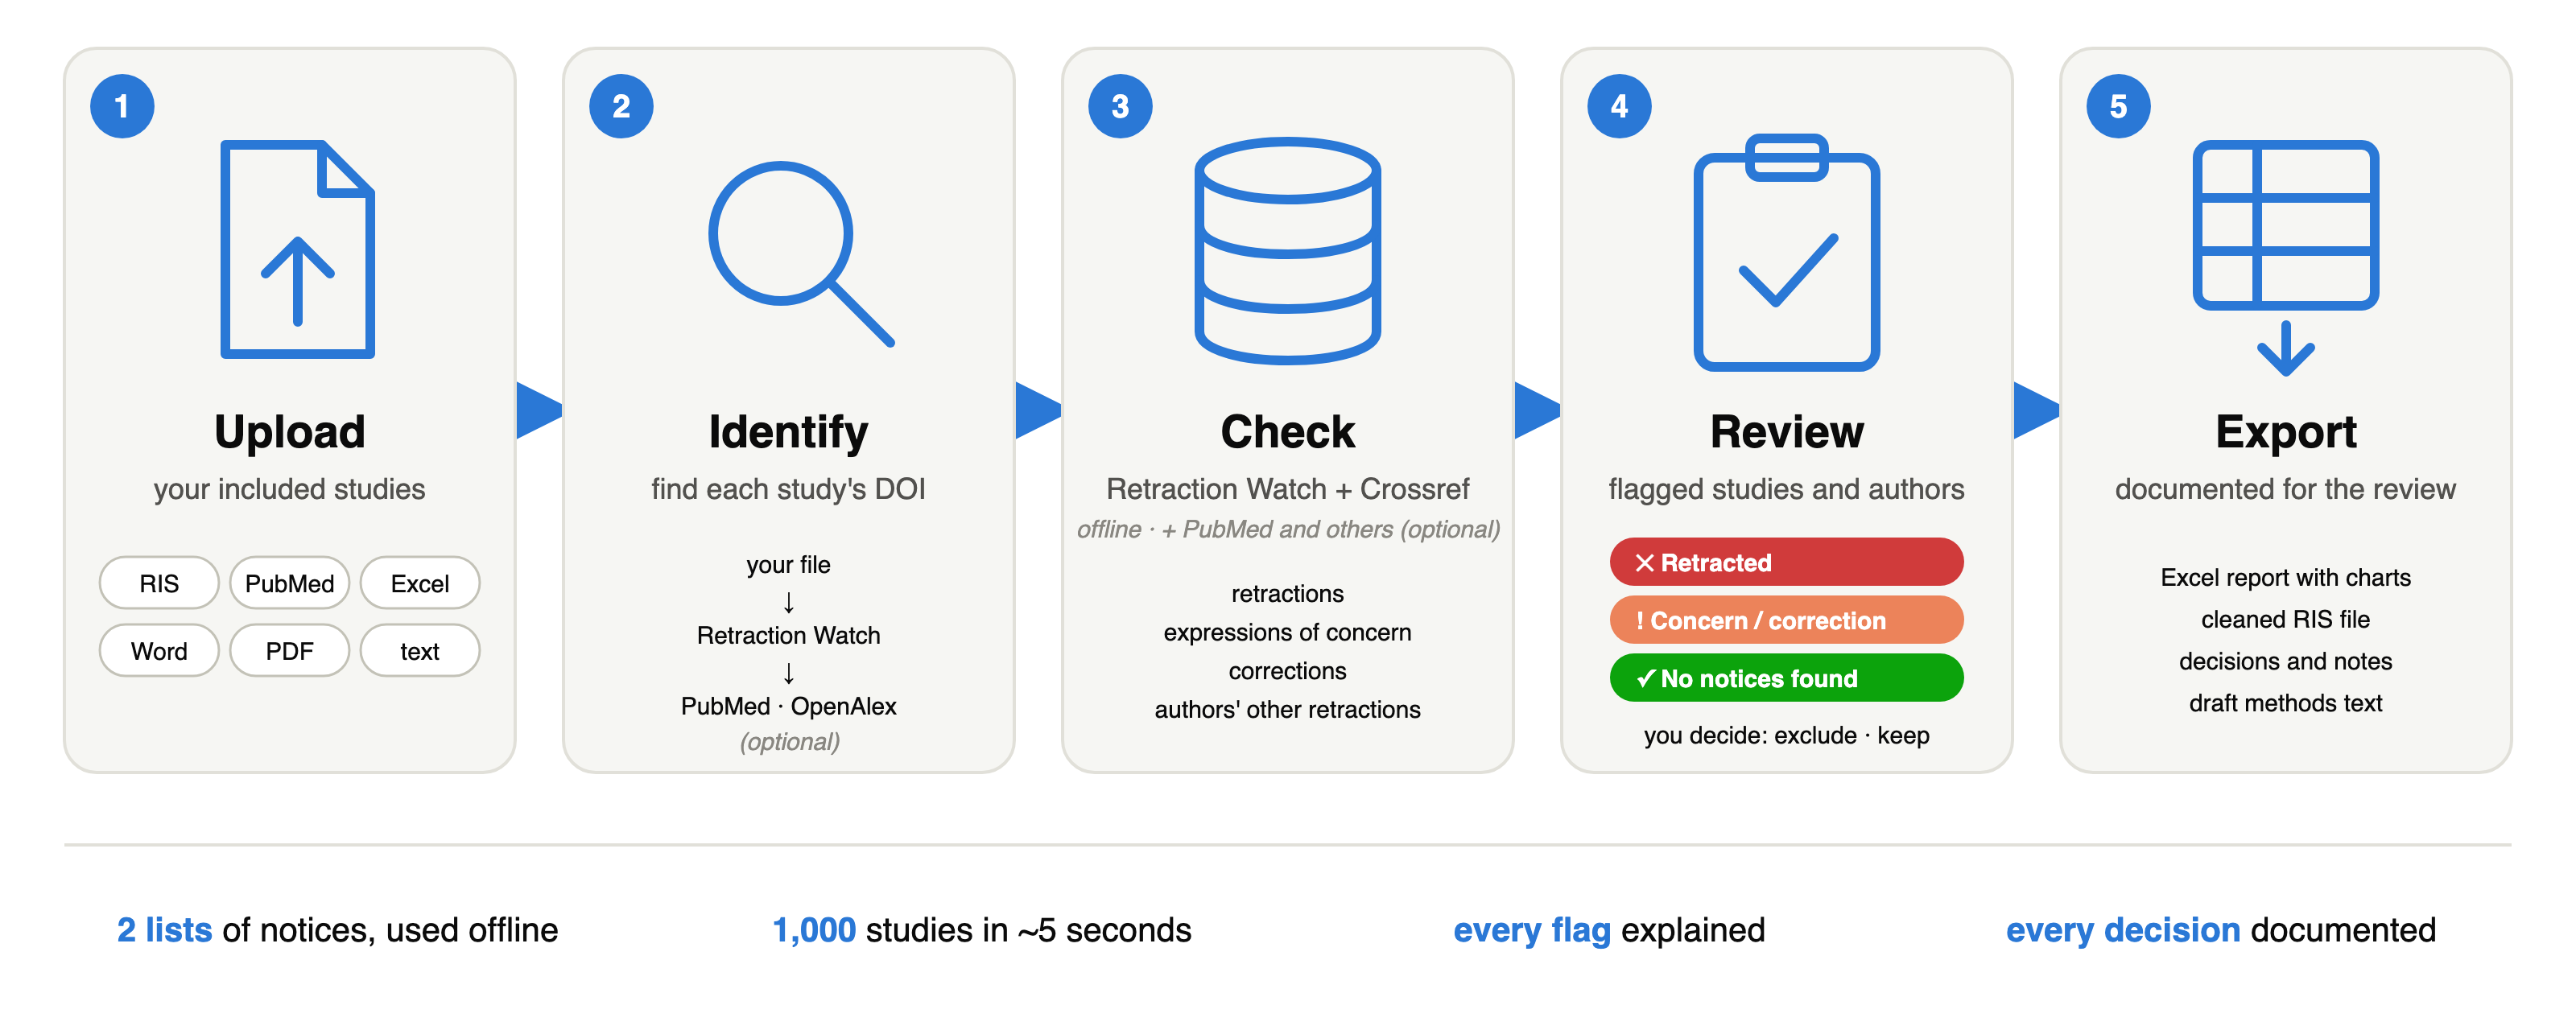 1
Upload
your included studies
RIS
PubMed
Excel
Word
PDF
text
2
Identify
find each study's DOI
your file
↓
Retraction Watch
↓
PubMed · OpenAlex
(optional)
3
Check
Retraction Watch + Crossref
offline · + PubMed and others (optional)
retractions
expressions of concern
corrections
authors' other retractions
4
Review
flagged studies and authors
✕ Retracted
! Concern / correction
✓ No notices found
you decide: exclude · keep
5
Export
documented for the review
Excel report with charts
cleaned RIS file
decisions and notes
draft methods text
2 lists of notices, used offline
1,000 studies in ~5 seconds
every flag explained
every decision documented